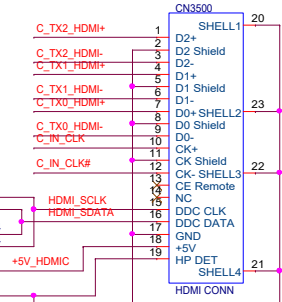 CN3500
C_TX2_HDMI+ 1 D2+ SHELL1 20
2 D2 Shield
C_TX2_HDMI- 3 D2-
C_TX1_HDMI+ 4 D1+
5 D1 Shield
C_TX1_HDMI- 6 D1-
C_TX0_HDMI+ 7 D0+ SHELL2 23
8 D0 Shield
C_TX0_HDMI- 9 D0-
C_IN_CLK 10 CK+
11 CK Shield
C_IN_CLK# 12 CK- SHELL3 22
13 CE Remote
14 NC
HDMI_SCLK 15 DDC CLK
HDMI_SDATA 16 DDC DATA
17 GND
+5V_HDMIC 18 +5V
19 HP DET
SHELL4 21
HDMI CONN